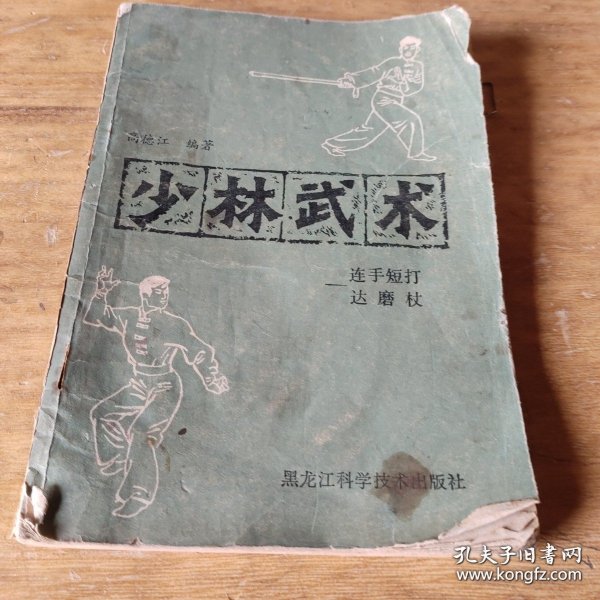 高德江 编著
少林武术
—连手短打
达磨杖
黑龙江科学技术出版社
孔夫子旧书网
www.kongfz.com